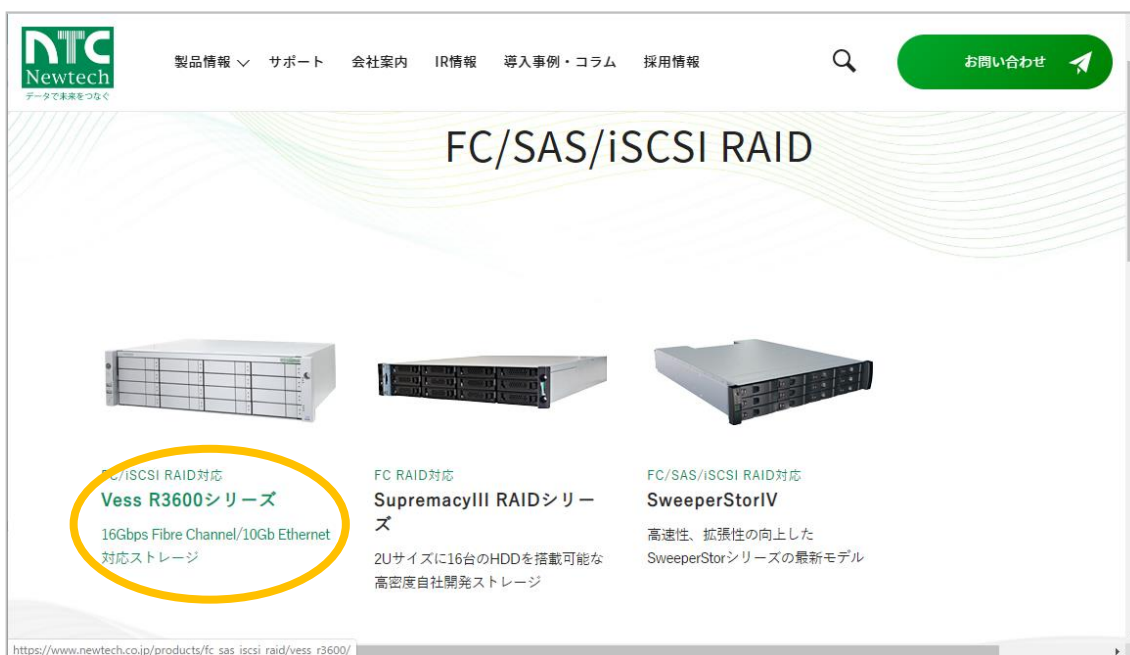 NTC
Newtech
データで未来をつなぐ
製品情報 サポート 会社案内 IR情報 導入事例・コラム 採用情報
お問い合わせ
FC/SAS/iSCSI RAID
FC/iSCSI RAID対応
Vess R3600シリーズ
16Gbps Fibre Channel/10Gb Ethernet
対応ストレージ
FC RAID対応
SupremacyIII RAIDシリー
ズ
2Uサイズに16台のHDDを搭載可能な
高密度自社開発ストレージ
FC/SAS/iSCSI RAID対応
SweeperStorIV
高速性、拡張性の向上した
SweeperStorシリーズの最新モデル
https://www.newtech.co.jp/products/fc_sas_iscsi_raid/vess_r3600/